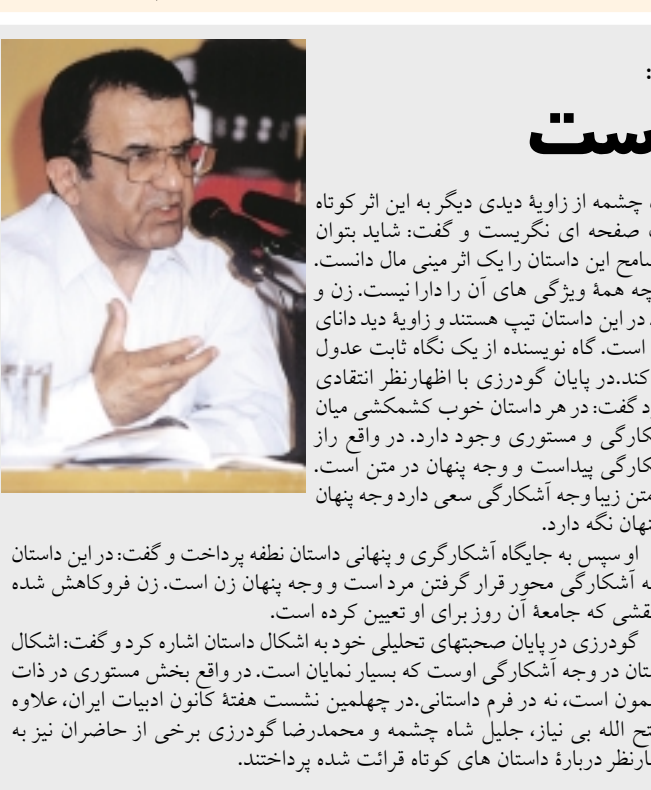 :
ست
چشمه از زاویهٔ دیدی دیگر به این اثر کوتاه
صفحه ای نگریست و گفت: شاید بتوان
سامح این داستان را یک اثر مینی مال دانست.
چه همهٔ ویژگی های آن را دارا نیست. زن و
در این داستان تیپ هستند و زاویهٔ دید دانای
است. گاه نویسنده از یک نگاه ثابت عدول
کند.در پایان گودرزی با اظهارنظر انتقادی
د گفت: در هر داستان خوب کشمکشی میان
کارگی و مستوری وجود دارد. در واقع راز
کارگی پیداست و وجه پنهان در متن است.
متن زیبا وجه آشکارگی سعی دارد وجه پنهان
نهان نگه دارد.
او سپس به جایگاه آشکارگری و پنهانی داستان نطفه پرداخت و گفت: در این داستان
ه آشکارگی محور قرار گرفتن مرد است و وجه پنهان زن است. زن فروکاهش شده
قشی که جامعهٔ آن روز برای او تعیین کرده است.
گودرزی در پایان صحبتهای تحلیلی خود به اشکال داستان اشاره کرد و گفت: اشکال
ستان در وجه آشکارگی اوست که بسیار نمایان است. در واقع بخش مستوری در ذات
مون است، نه در فرم داستانی.در چهلمین نشست هفتهٔ کانون ادبیات ایران، علاوه
تح الله بی نیاز، جلیل شاه چشمه و محمدرضا گودرزی برخی از حاضران نیز به
ارنظر دربارهٔ داستان های کوتاه قرائت شده پرداختند.